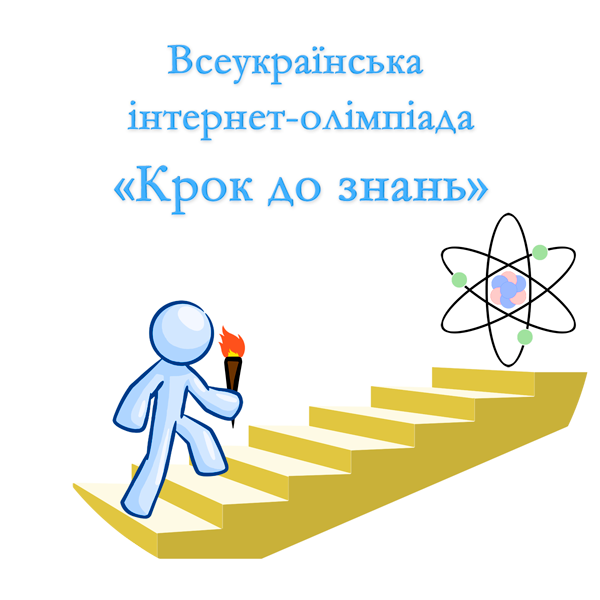 Всеукраїнська
інтернет-олімпіада
«Крок до знань»